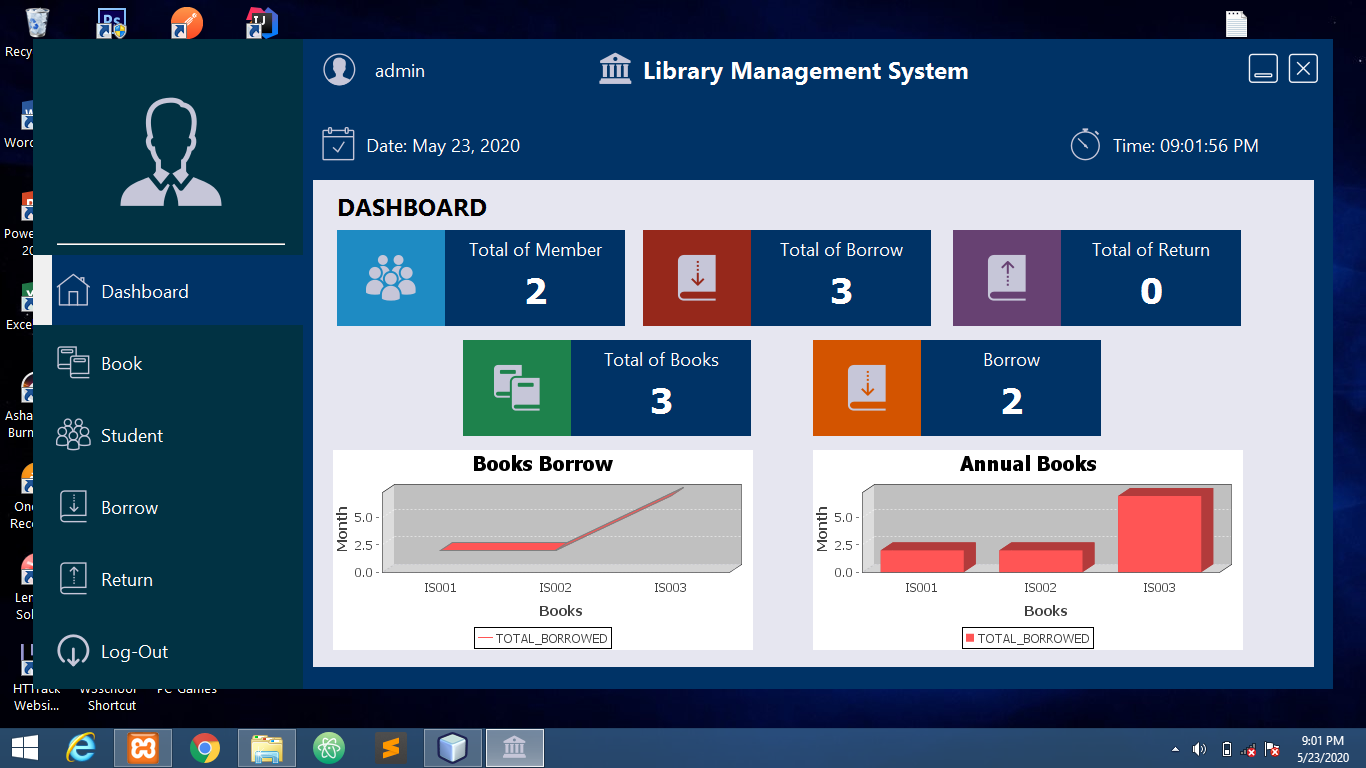 Recy
admin
Library Management System
Date: May 23, 2020
Time: 09:01:56 PM
Word
Powe
20
Exce
Asha
Burn
On
Reco
Len
Sol
HTTrack
Websi...
W3school
Shortcut
PC Games
Dashboard
Book
Student
Borrow
Return
Log-Out
DASHBOARD
Total of Member
2
Total of Borrow
3
Total of Return
0
Total of Books
3
Borrow
2
Books Borrow
Month
5.0
2.5
0.0
IS001 IS002 IS003
Books
TOTAL_BORROWED
Annual Books
Month
5.0
2.5
0.0
IS001 IS002 IS003
Books
TOTAL_BORROWED
9:01 PM
5/23/2020